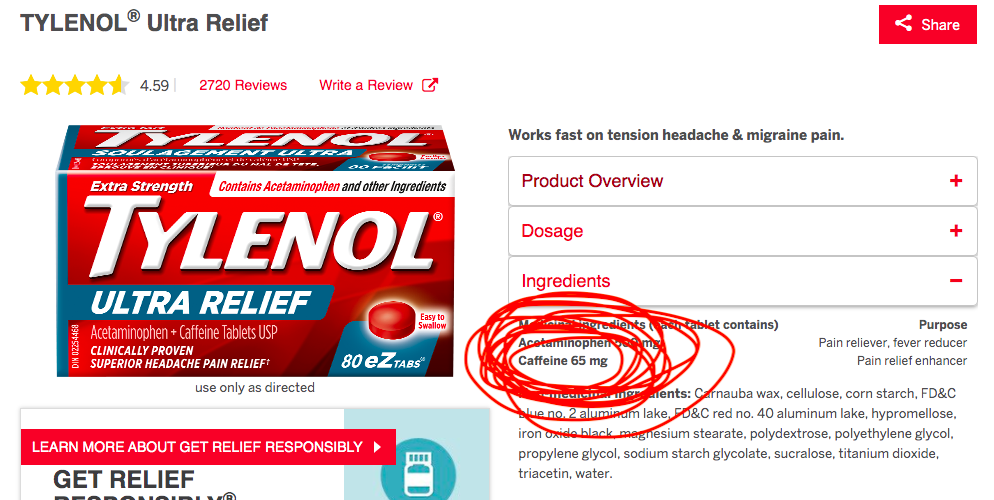 TYLENOL® Ultra Relief
Share
4.59
2720 Reviews
Write a Review
TYLENOL
SOULAGEMENT ULTRA
Extra Strength
Contains Acetaminophen and other Ingredients
TYLENOL®
ULTRA RELIEF
Acetaminophen + Caffeine Tablets USP
CLINICALLY PROVEN
SUPERIOR HEADACHE PAIN RELIEF†
Easy to
Swallow
80 eZ TABS
DIN 02254468
use only as directed
LEARN MORE ABOUT GET RELIEF RESPONSIBLY
GET RELIEF
RESPONSIBLY®
Works fast on tension headache & migraine pain.
Product Overview +
Dosage +
Ingredients −
Medicinal Ingredients (each tablet contains) Purpose
Acetaminophen 500 mg Pain reliever, fever reducer
Caffeine 65 mg Pain relief enhancer
Ingredients: Carnauba wax, cellulose, corn starch, FD&C
blue no. 2 aluminum lake, FD&C red no. 40 aluminum lake, hypromellose,
iron oxide black, magnesium stearate, polydextrose, polyethylene glycol,
propylene glycol, sodium starch glycolate, sucralose, titanium dioxide,
triacetin, water.